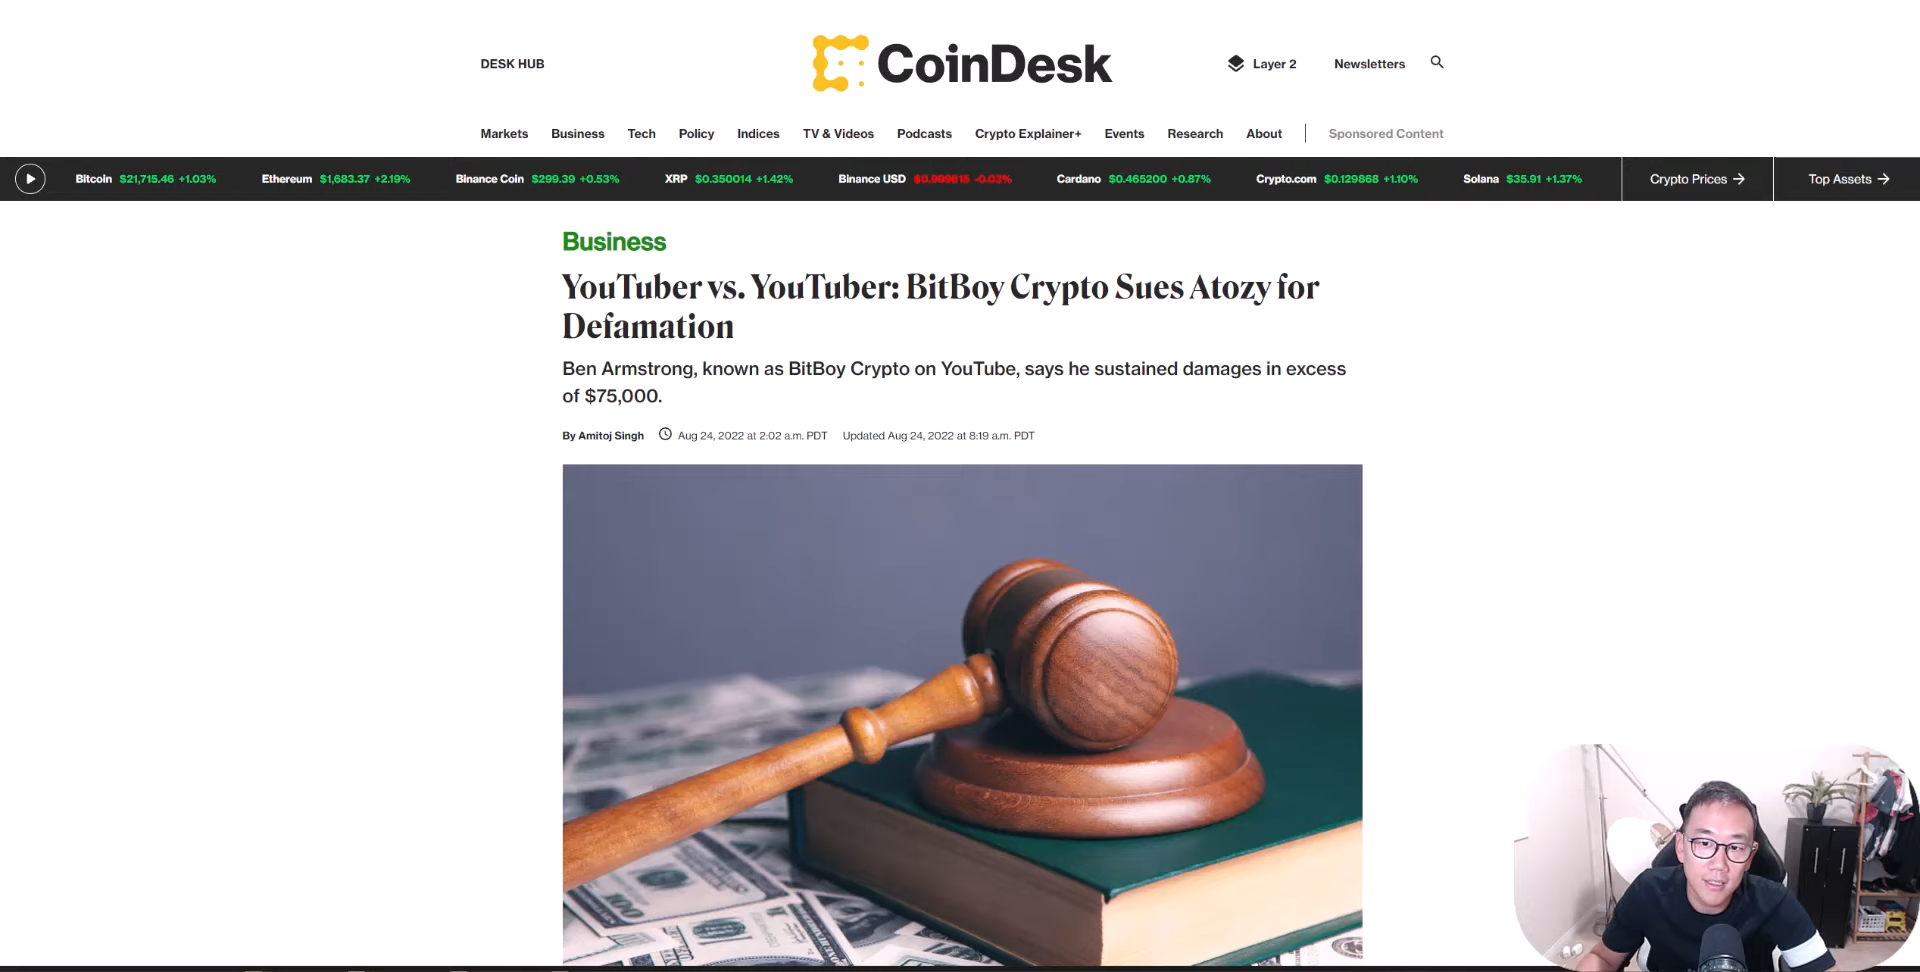 DESK HUB
CoinDesk
Layer 2
Newsletters
Markets Business Tech Policy Indices TV & Videos Podcasts Crypto Explainer+ Events Research About Sponsored Content
Bitcoin $21,715.46 +1.03% Ethereum $1,683.37 +2.19% Binance Coin $299.39 +0.53% XRP $0.350014 +1.42% Binance USD $0.999615 -0.03% Cardano $0.465200 +0.87% Crypto.com $0.129868 +1.10% Solana $35.91 +1.37% Crypto Prices → Top Assets →
Business
YouTuber vs. YouTuber: BitBoy Crypto Sues Atozy for
Defamation
Ben Armstrong, known as BitBoy Crypto on YouTube, says he sustained damages in excess
of $75,000.
By Amitoj Singh Aug 24, 2022 at 2:02 a.m. PDT Updated Aug 24, 2022 at 8:19 a.m. PDT
100